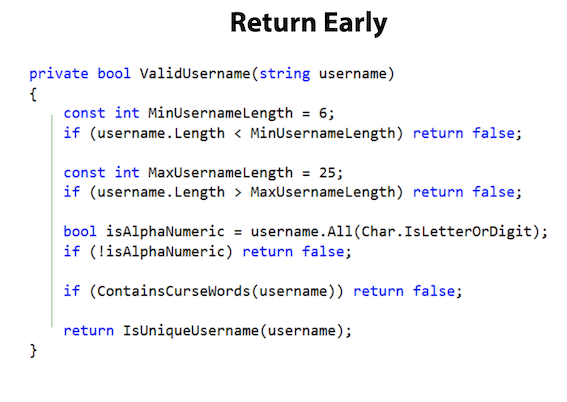 Return Early
private bool ValidUsername(string username)
{
const int MinUsernameLength = 6;
if (username.Length < MinUsernameLength) return false;
const int MaxUsernameLength = 25;
if (username.Length > MaxUsernameLength) return false;
bool isAlphaNumeric = username.All(Char.IsLetterOrDigit);
if (!isAlphaNumeric) return false;
if (ContainsCurseWords(username)) return false;
return IsUniqueUsername(username);
}